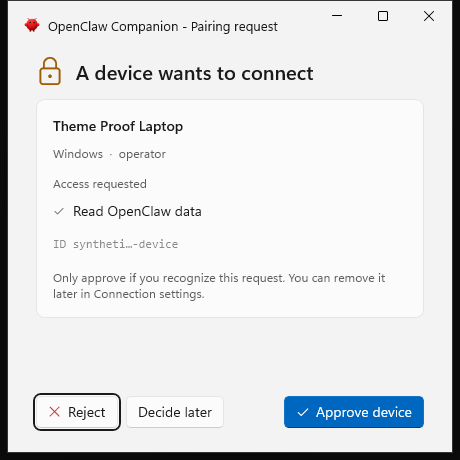 OpenClaw Companion - Pairing request
A device wants to connect
Theme Proof Laptop
Windows · operator
Access requested
Read OpenClaw data
ID syntheti…-device
Only approve if you recognize this request. You can remove it
later in Connection settings.
Reject
Decide later
Approve device